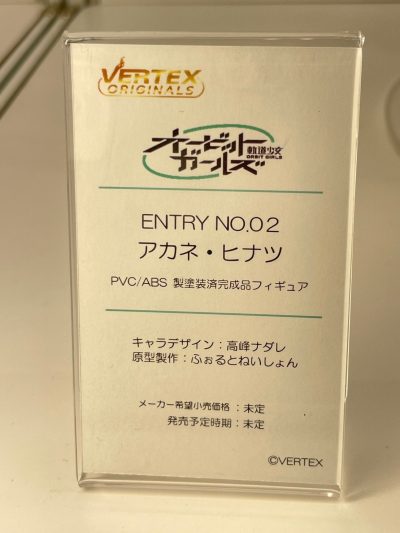 VERTEX
ORIGINALS
オービット
軌道少女
ORBIT GIRLS
ガールズ
ENTRY NO.02
アカネ・ヒナツ
PVC/ABS 製塗装済完成品フィギュア
キャラデザイン：高峰ナダレ
原型製作：ふぉるとねいしょん
メーカー希望小売価格：未定
発売予定時期：未定
©VERTEX